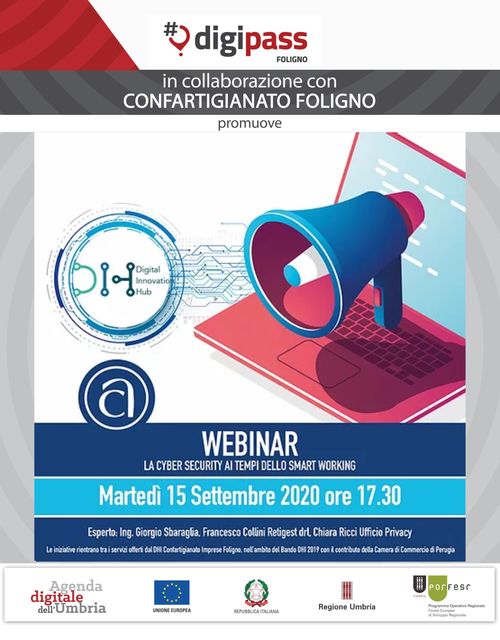 #digipass
FOLIGNO
in collaborazione con
CONFARTIGIANATO FOLIGNO
promuove
DIH Digital
Innovation
Hub
WEBINAR
LA CYBER SECURITY AI TEMPI DELLO SMART WORKING
Martedì 15 Settembre 2020 ore 17.30
Esperto: Ing. Giorgio Sbaraglia, Francesco Collini Retigest drl, Chiara Ricci Ufficio Privacy
Le iniziative rientrano tra i servizi offerti dal DHI Confartigianato Imprese Foligno, nell'ambito del Bando DHI 2019 con il contributo della Camera di Commercio di Perugia
Agenda
digitale
dell'Umbria
UNIONE EUROPEA
REPUBBLICA ITALIANA
Regione Umbria
porfesr
Programma Operativo Regionale
Fondo Europeo
di Sviluppo Regionale